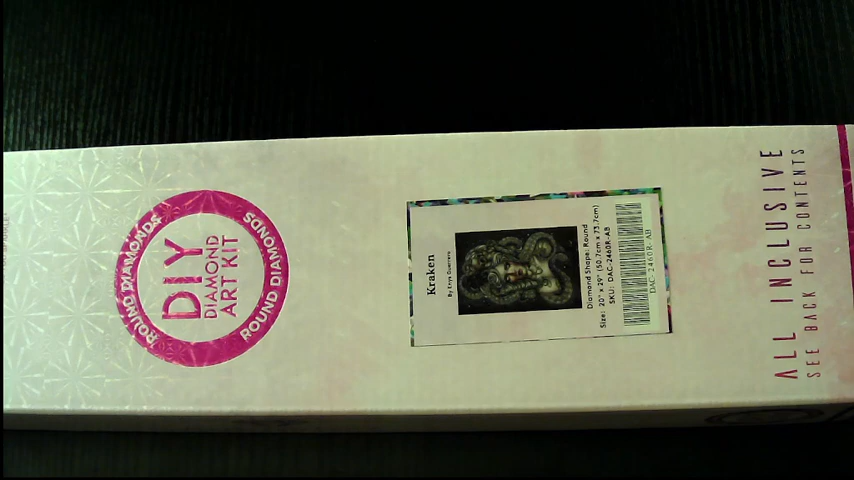 ROUND DIAMONDS
DIY
DIAMOND
ART KIT
ROUND DIAMONDS
Kraken
By Enys Guerrero
Diamond Shape: Round
Size: 20" x 29" (50.7cm x 73.7cm)
SKU: DAC-2460R-AB
DAC-2460R-AB
ALL INCLUSIVE
SEE BACK FOR CONTENTS